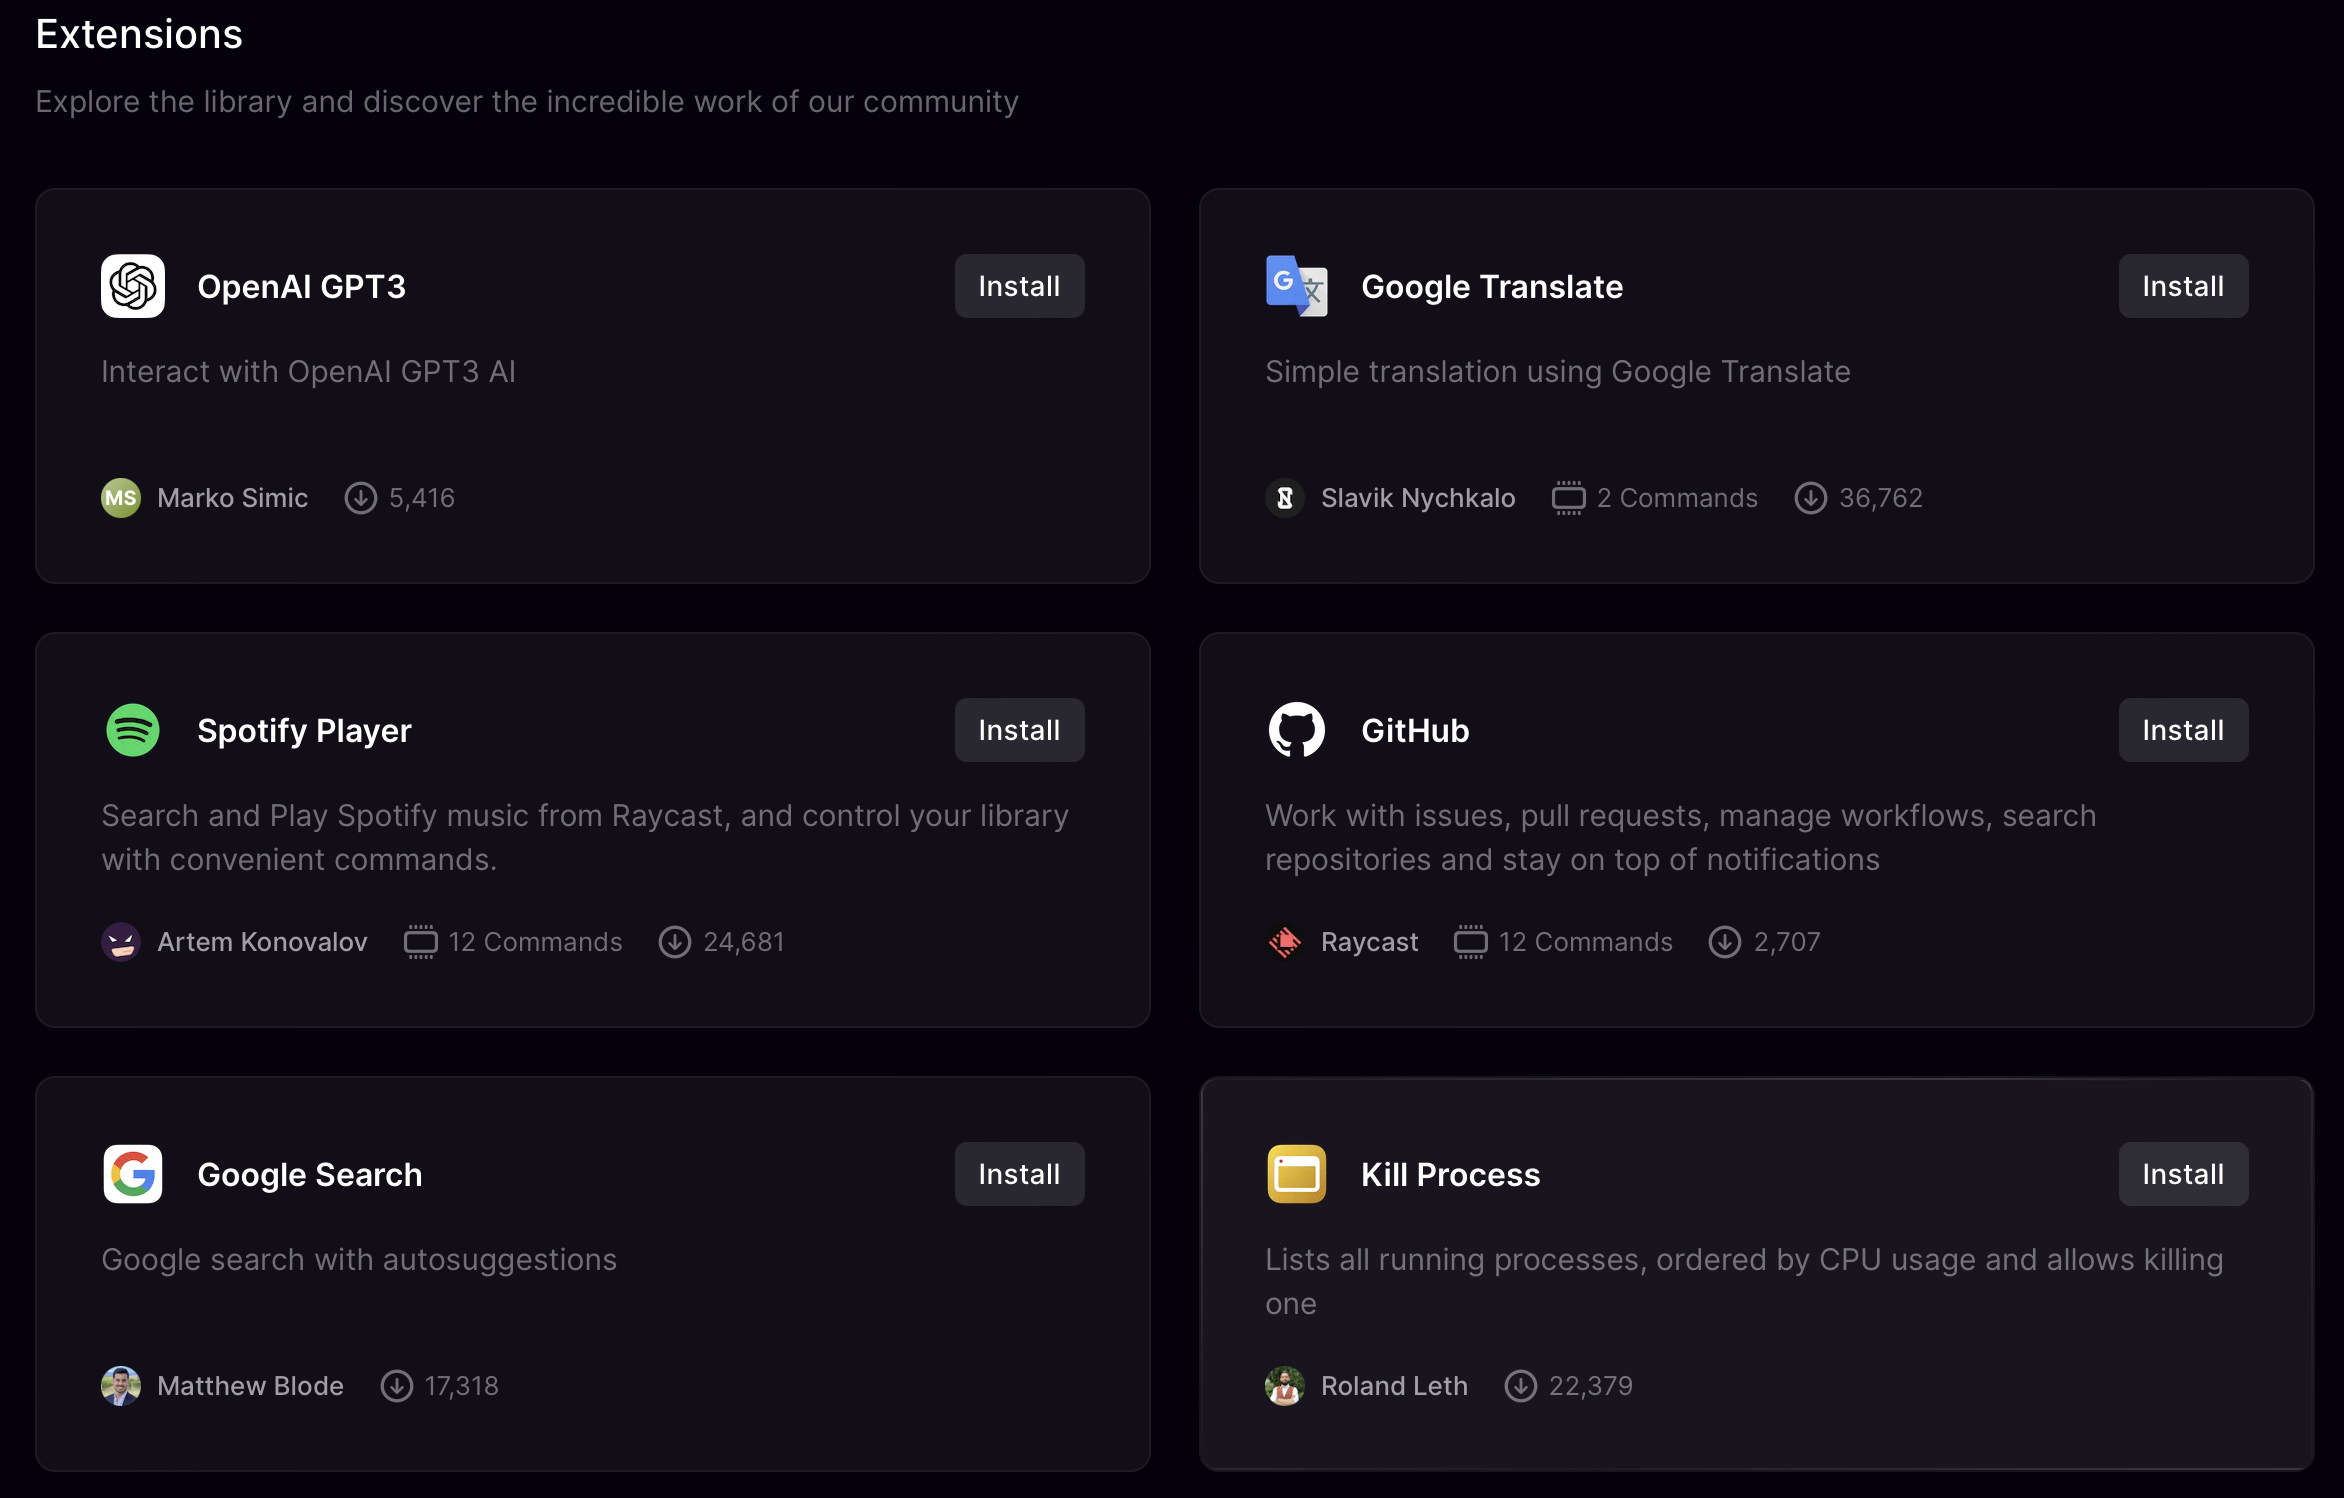 Extensions
Explore the library and discover the incredible work of our community
OpenAI GPT3
Install
Interact with OpenAI GPT3 AI
MS Marko Simic 5,416
Google Translate
Install
Simple translation using Google Translate
Slavik Nychkalo 2 Commands 36,762
Spotify Player
Install
Search and Play Spotify music from Raycast, and control your library
with convenient commands.
Artem Konovalov 12 Commands 24,681
GitHub
Install
Work with issues, pull requests, manage workflows, search
repositories and stay on top of notifications
Raycast 12 Commands 2,707
Google Search
Install
Google search with autosuggestions
Matthew Blode 17,318
Kill Process
Install
Lists all running processes, ordered by CPU usage and allows killing
one
Roland Leth 22,379